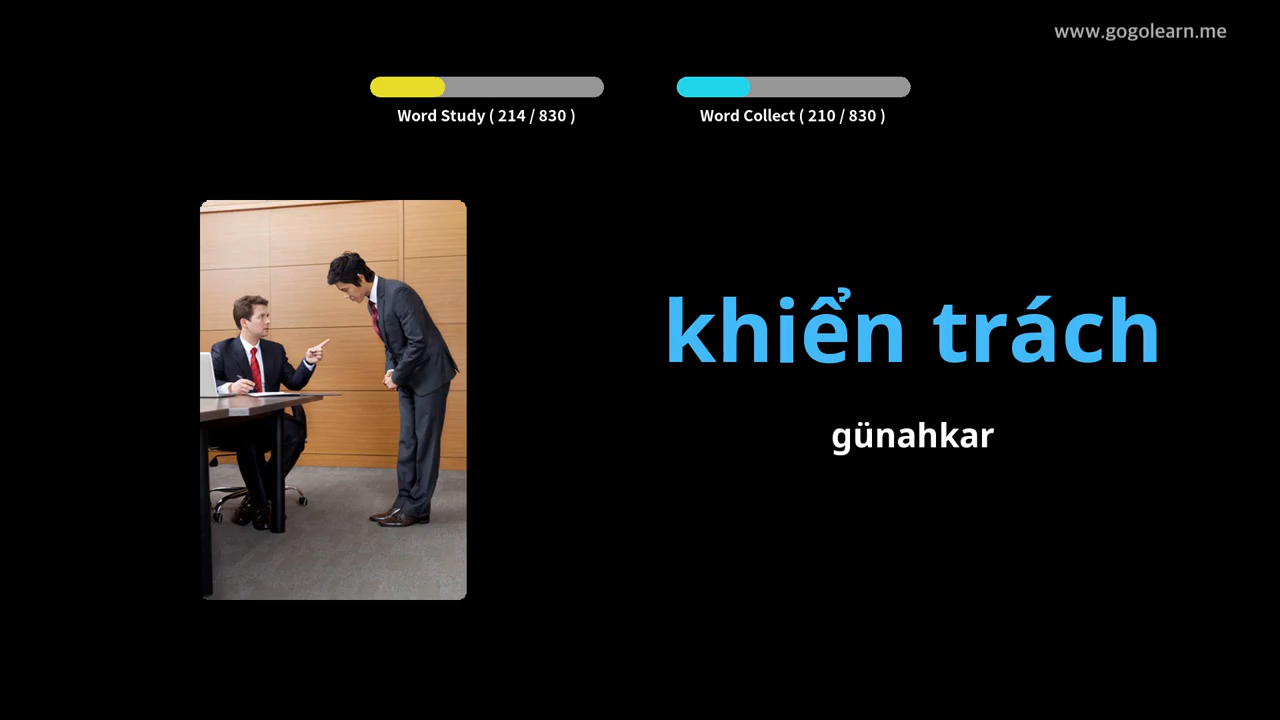 www.gogolearn.me
Word Study ( 214 / 830 )
Word Collect ( 210 / 830 )
khiển trách
günahkar